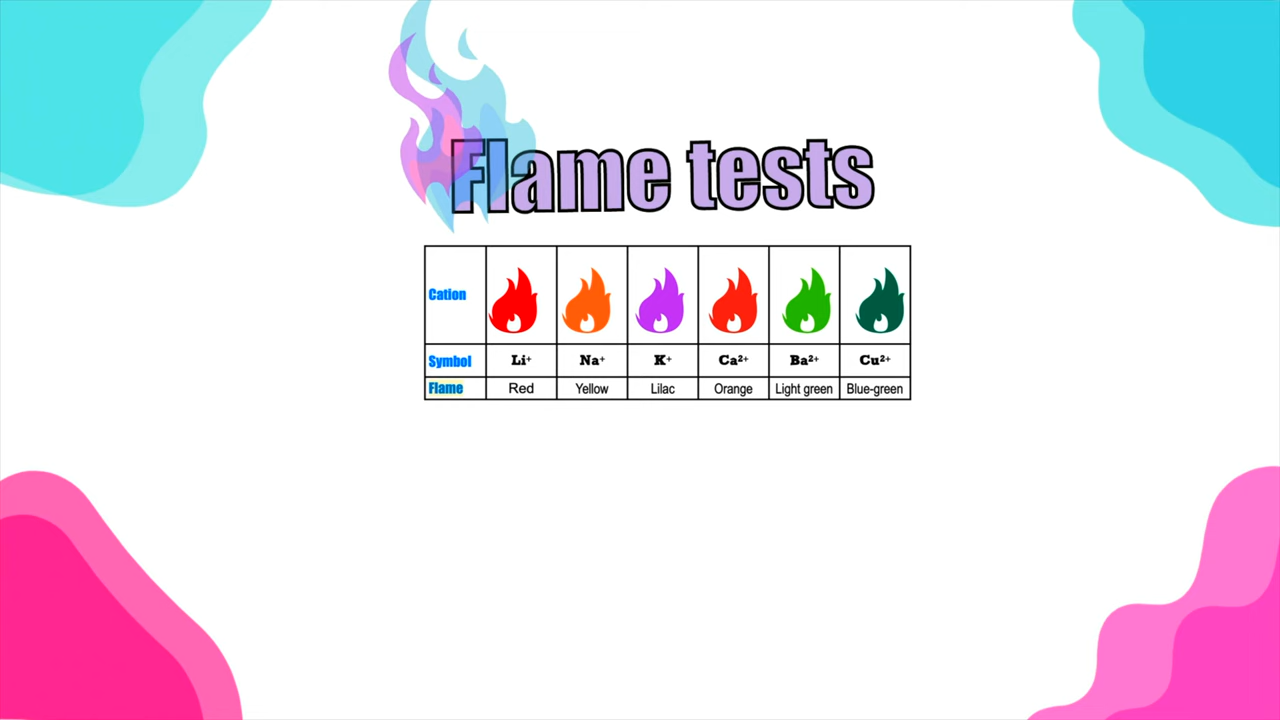 Flame tests
Cation
Symbol Li⁺ Na⁺ K⁺ Ca²⁺ Ba²⁺ Cu²⁺
Flame Red Yellow Lilac Orange Light green Blue-green